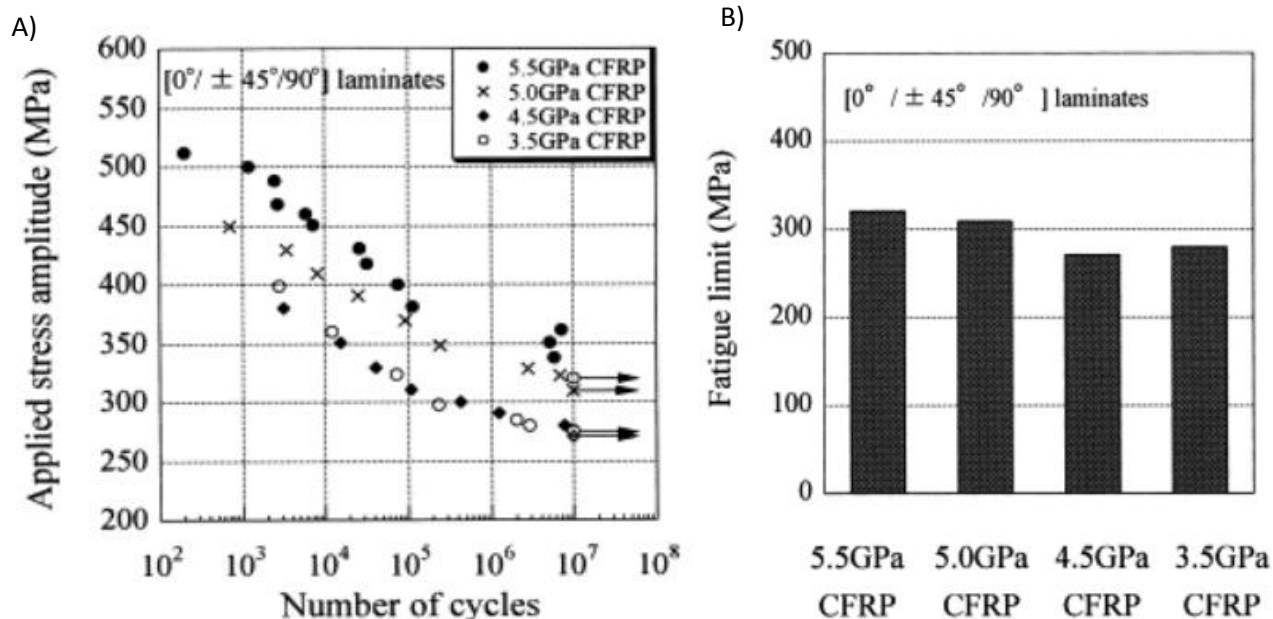 A)
600
550
500
450
400
350
300
250
200
Applied stress amplitude (MPa)
[0°/ ± 45°/90°] laminates
5.5GPa CFRP
5.0GPa CFRP
4.5GPa CFRP
3.5GPa CFRP
10² 10³ 10⁴ 10⁵ 10⁶ 10⁷ 10⁸
Number of cycles
B)
500
400
300
200
100
0
Fatigue limit (MPa)
[0° / ± 45° /90° ] laminates
5.5GPa 5.0GPa 4.5GPa 3.5GPa
CFRP CFRP CFRP CFRP